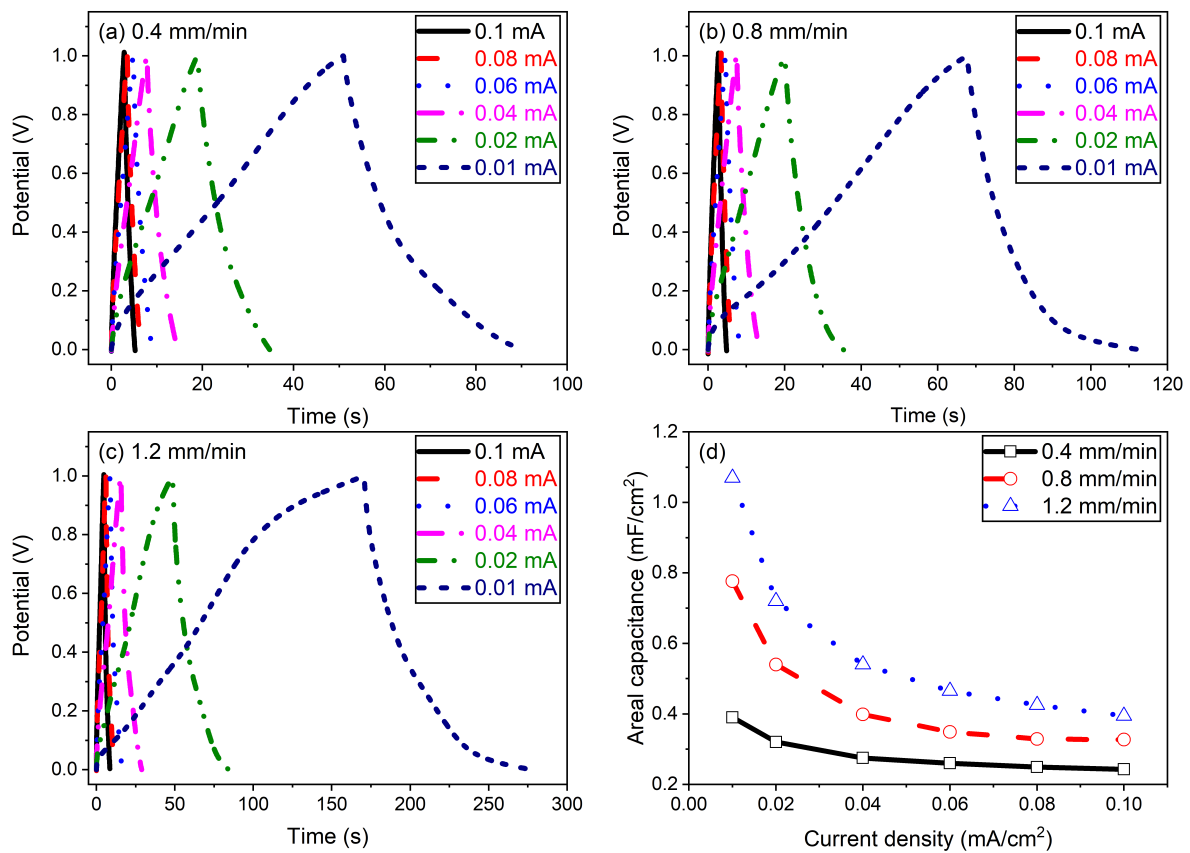 (a) 0.4 mm/min
0.1 mA
0.08 mA
0.06 mA
0.04 mA
0.02 mA
0.01 mA
Potential (V)
1.0
0.8
0.6
0.4
0.2
0.0
0 20 40 60 80 100
Time (s)
(b) 0.8 mm/min
0.1 mA
0.08 mA
0.06 mA
0.04 mA
0.02 mA
0.01 mA
Potential (V)
1.0
0.8
0.6
0.4
0.2
0.0
0 20 40 60 80 100 120
Time (s)
(c) 1.2 mm/min
0.1 mA
0.08 mA
0.06 mA
0.04 mA
0.02 mA
0.01 mA
Potential (V)
1.0
0.8
0.6
0.4
0.2
0.0
0 50 100 150 200 250 300
Time (s)
(d)
0.4 mm/min
0.8 mm/min
1.2 mm/min
Areal capacitance (mF/cm²)
1.2
1.0
0.8
0.6
0.4
0.2
0.00 0.02 0.04 0.06 0.08 0.10
Current density (mA/cm²)